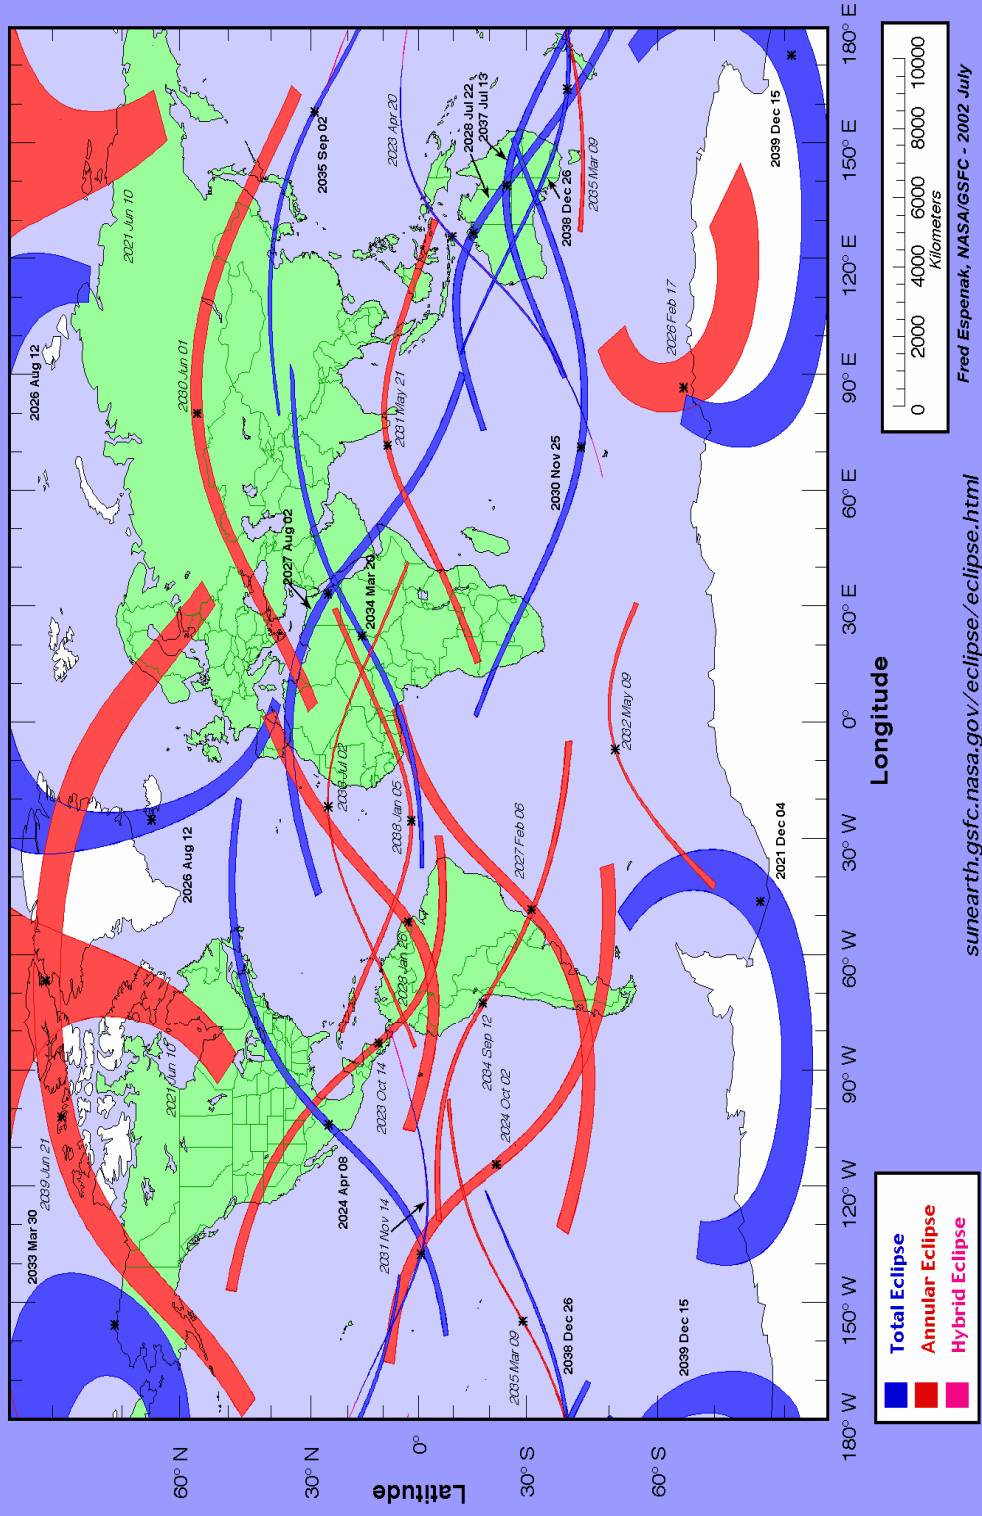 2033 Mar 30
2026 Aug 12
2039 Jun 21
2021 Jun 10
2021 Jun 10
2026 Aug 12
2030 Jun 01
60° N
2027 Aug 02
2035 Sep 02
30° N
2024 Apr 08
2036 Jul 02
2034 Mar 20
2023 Oct 14
2031 Nov 14
2028 Jan 26
2038 Jan 05
2031 May 21
2023 Apr 20
0°
Latitude
2028 Jul 22
2037 Jul 13
2034 Sep 12
2024 Oct 02
2027 Feb 06
30° S
2035 Mar 09
2030 Nov 25
2038 Dec 26
2038 Dec 26
2035 Mar 09
2032 May 09
60° S
2026 Feb 17
2039 Dec 15
2021 Dec 04
2039 Dec 15
180° W
150° W
120° W
90° W
60° W
30° W
0°
30° E
60° E
90° E
120° E
150° E
180° E
Longitude
Total Eclipse
Annular Eclipse
Hybrid Eclipse
0 2000 4000 6000 8000 10000
Kilometers
Fred Espenak, NASA/GSFC - 2002 July
sunearth.gsfc.nasa.gov/eclipse/eclipse.html